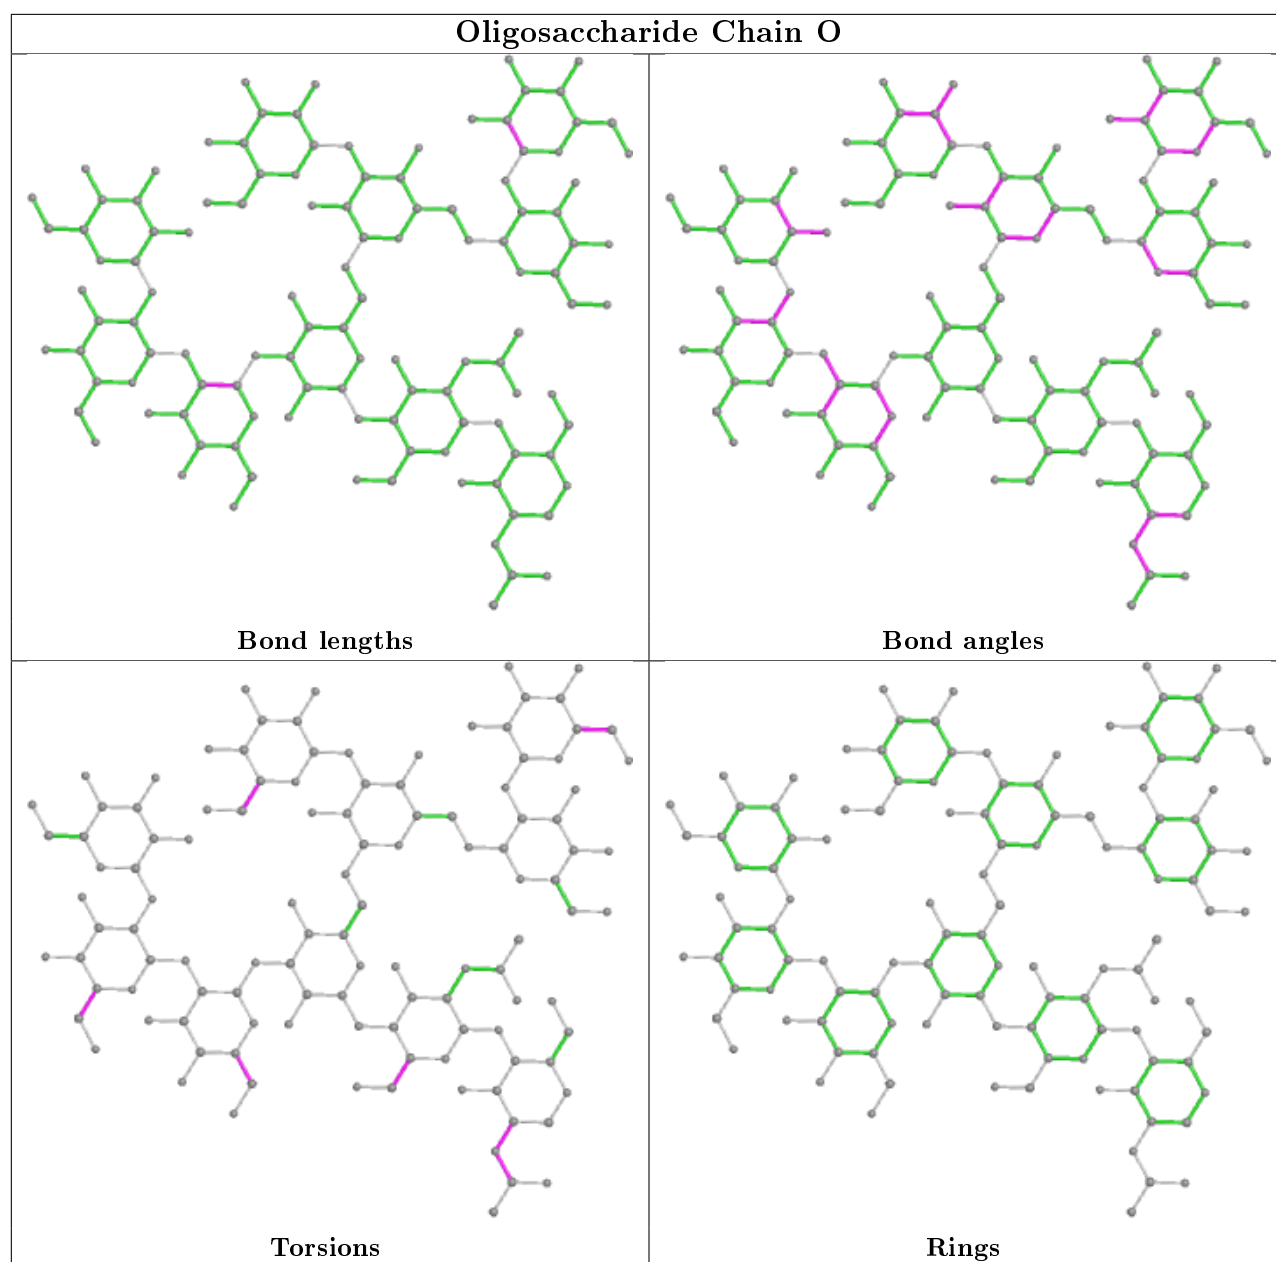 Oligosaccharide Chain O
Bond lengths
Bond angles
Torsions
Rings